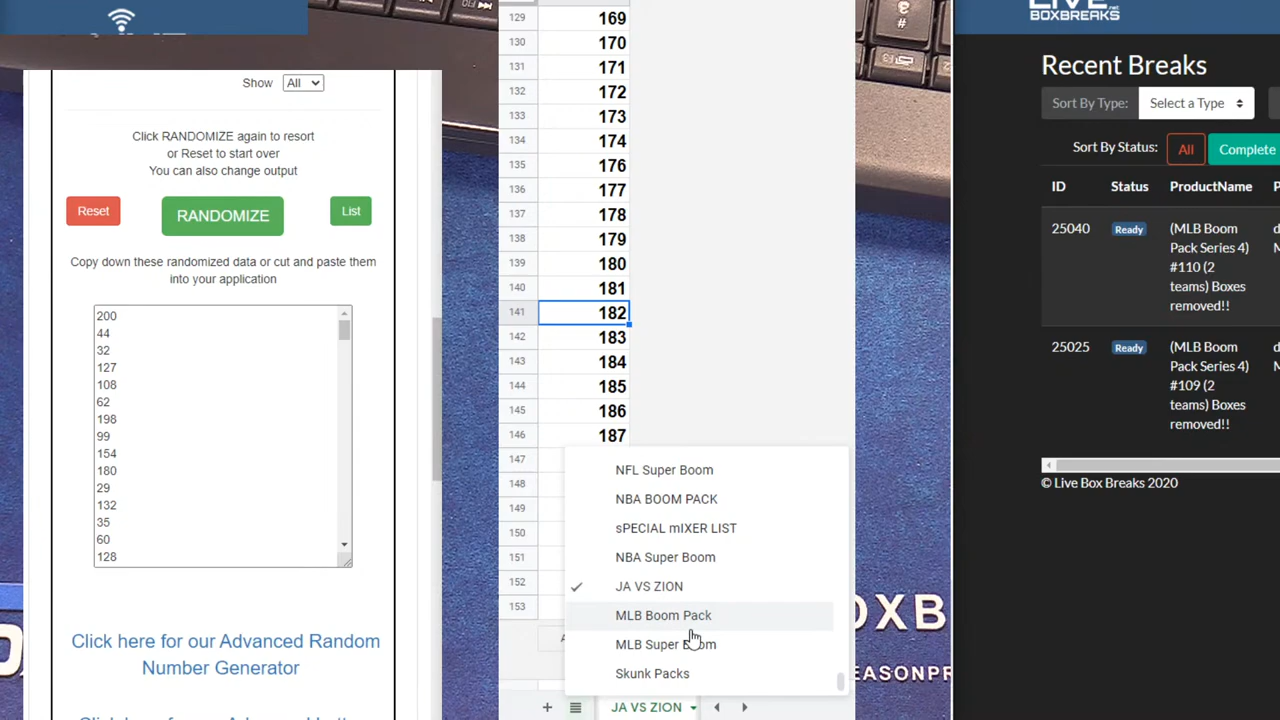 Show All
Click RANDOMIZE again to resort
or Reset to start over
You can also change output
Reset
RANDOMIZE
List
Copy down these randomized data or cut and paste them
into your application
200
44
32
127
108
62
198
99
154
180
29
132
35
60
128
Click here for our Advanced Random
Number Generator
129 169
130 170
131 171
132 172
133 173
134 174
135 176
136 177
137 178
138 179
139 180
140 181
141 182
142 183
143 184
144 185
145 186
146 187
147
148
149
150
151
152
153
NFL Super Boom
NBA BOOM PACK
sPECIAL mIXER LIST
NBA Super Boom
JA VS ZION
MLB Boom Pack
MLB Super Boom
Skunk Packs
+
JA VS ZION
LIVE.net
BOXBREAKS
Recent Breaks
Sort By Type: Select a Type
Sort By Status: All Complete
ID Status ProductName
25040 Ready (MLB Boom
Pack Series 4)
#110 (2
teams) Boxes
removed!!
25025 Ready (MLB Boom
Pack Series 4)
#109 (2
teams) Boxes
removed!!
© Live Box Breaks 2020
OXB
EASONPR